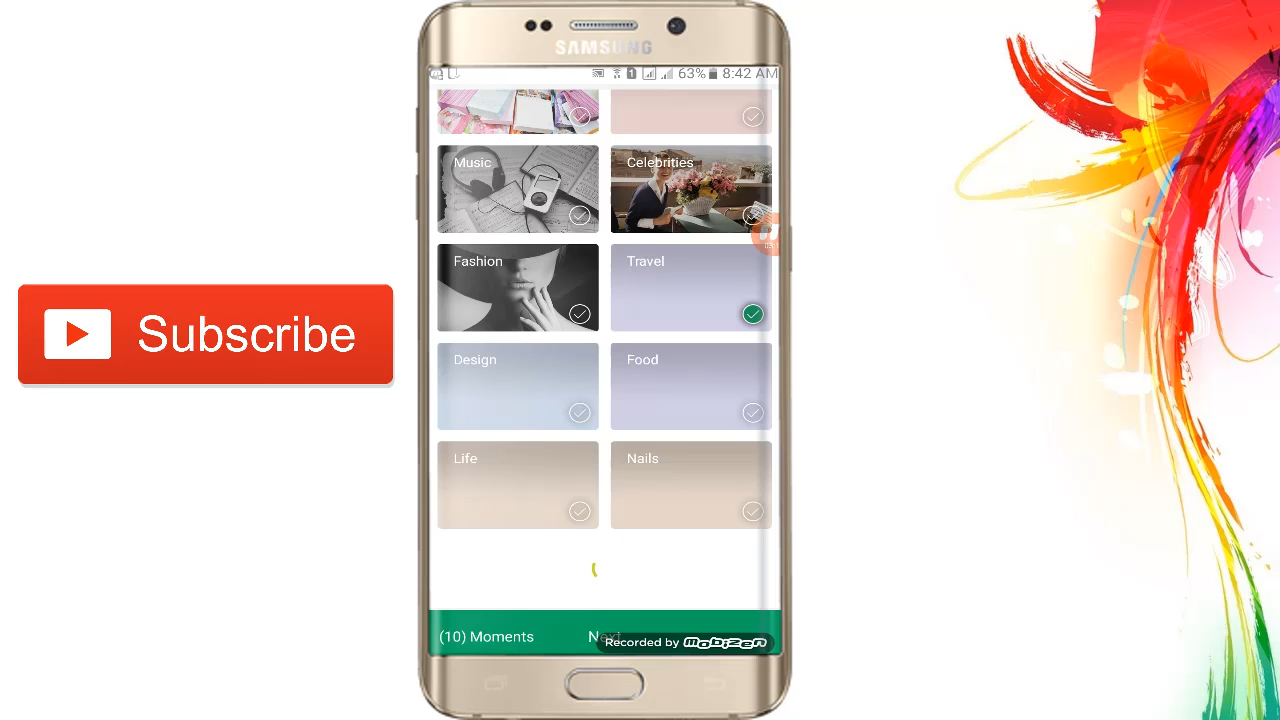 SAMSUNG
1 63% 8:42 AM
Music
Celebrities
Fashion
Travel
Subscribe
Design
Food
Life
Nails
(10) Moments
Recorded by Mobizen